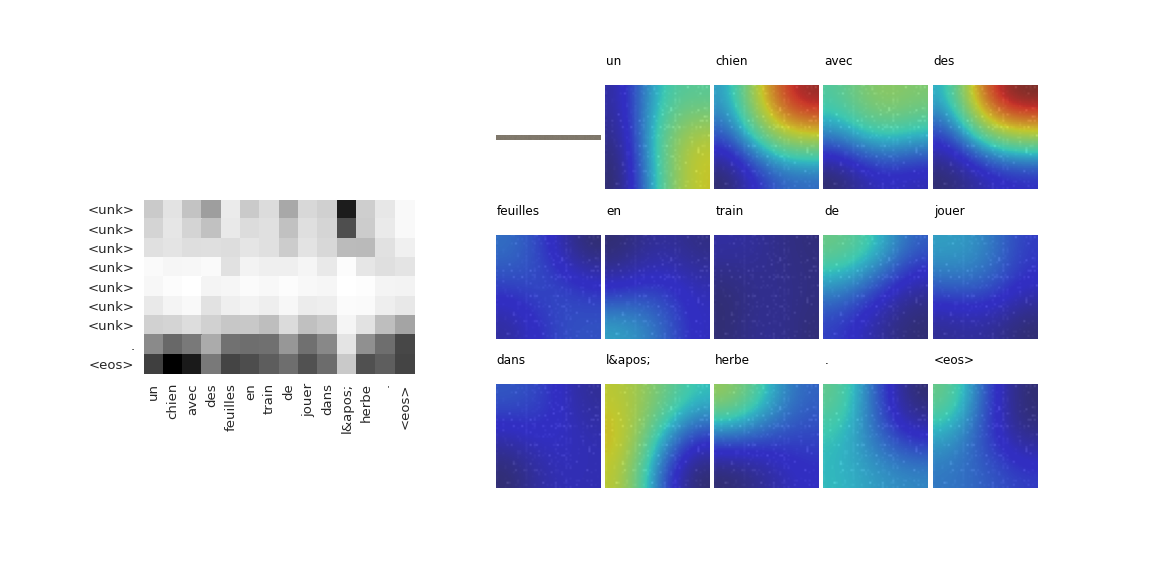 un chien avec des
feuilles en train de jouer
dans l&apos; herbe . <eos>
<unk>
<unk>
<unk>
<unk>
<unk>
<unk>
<unk>
.
<eos>
un chien avec des feuilles en train de jouer dans l&apos; herbe . <eos>